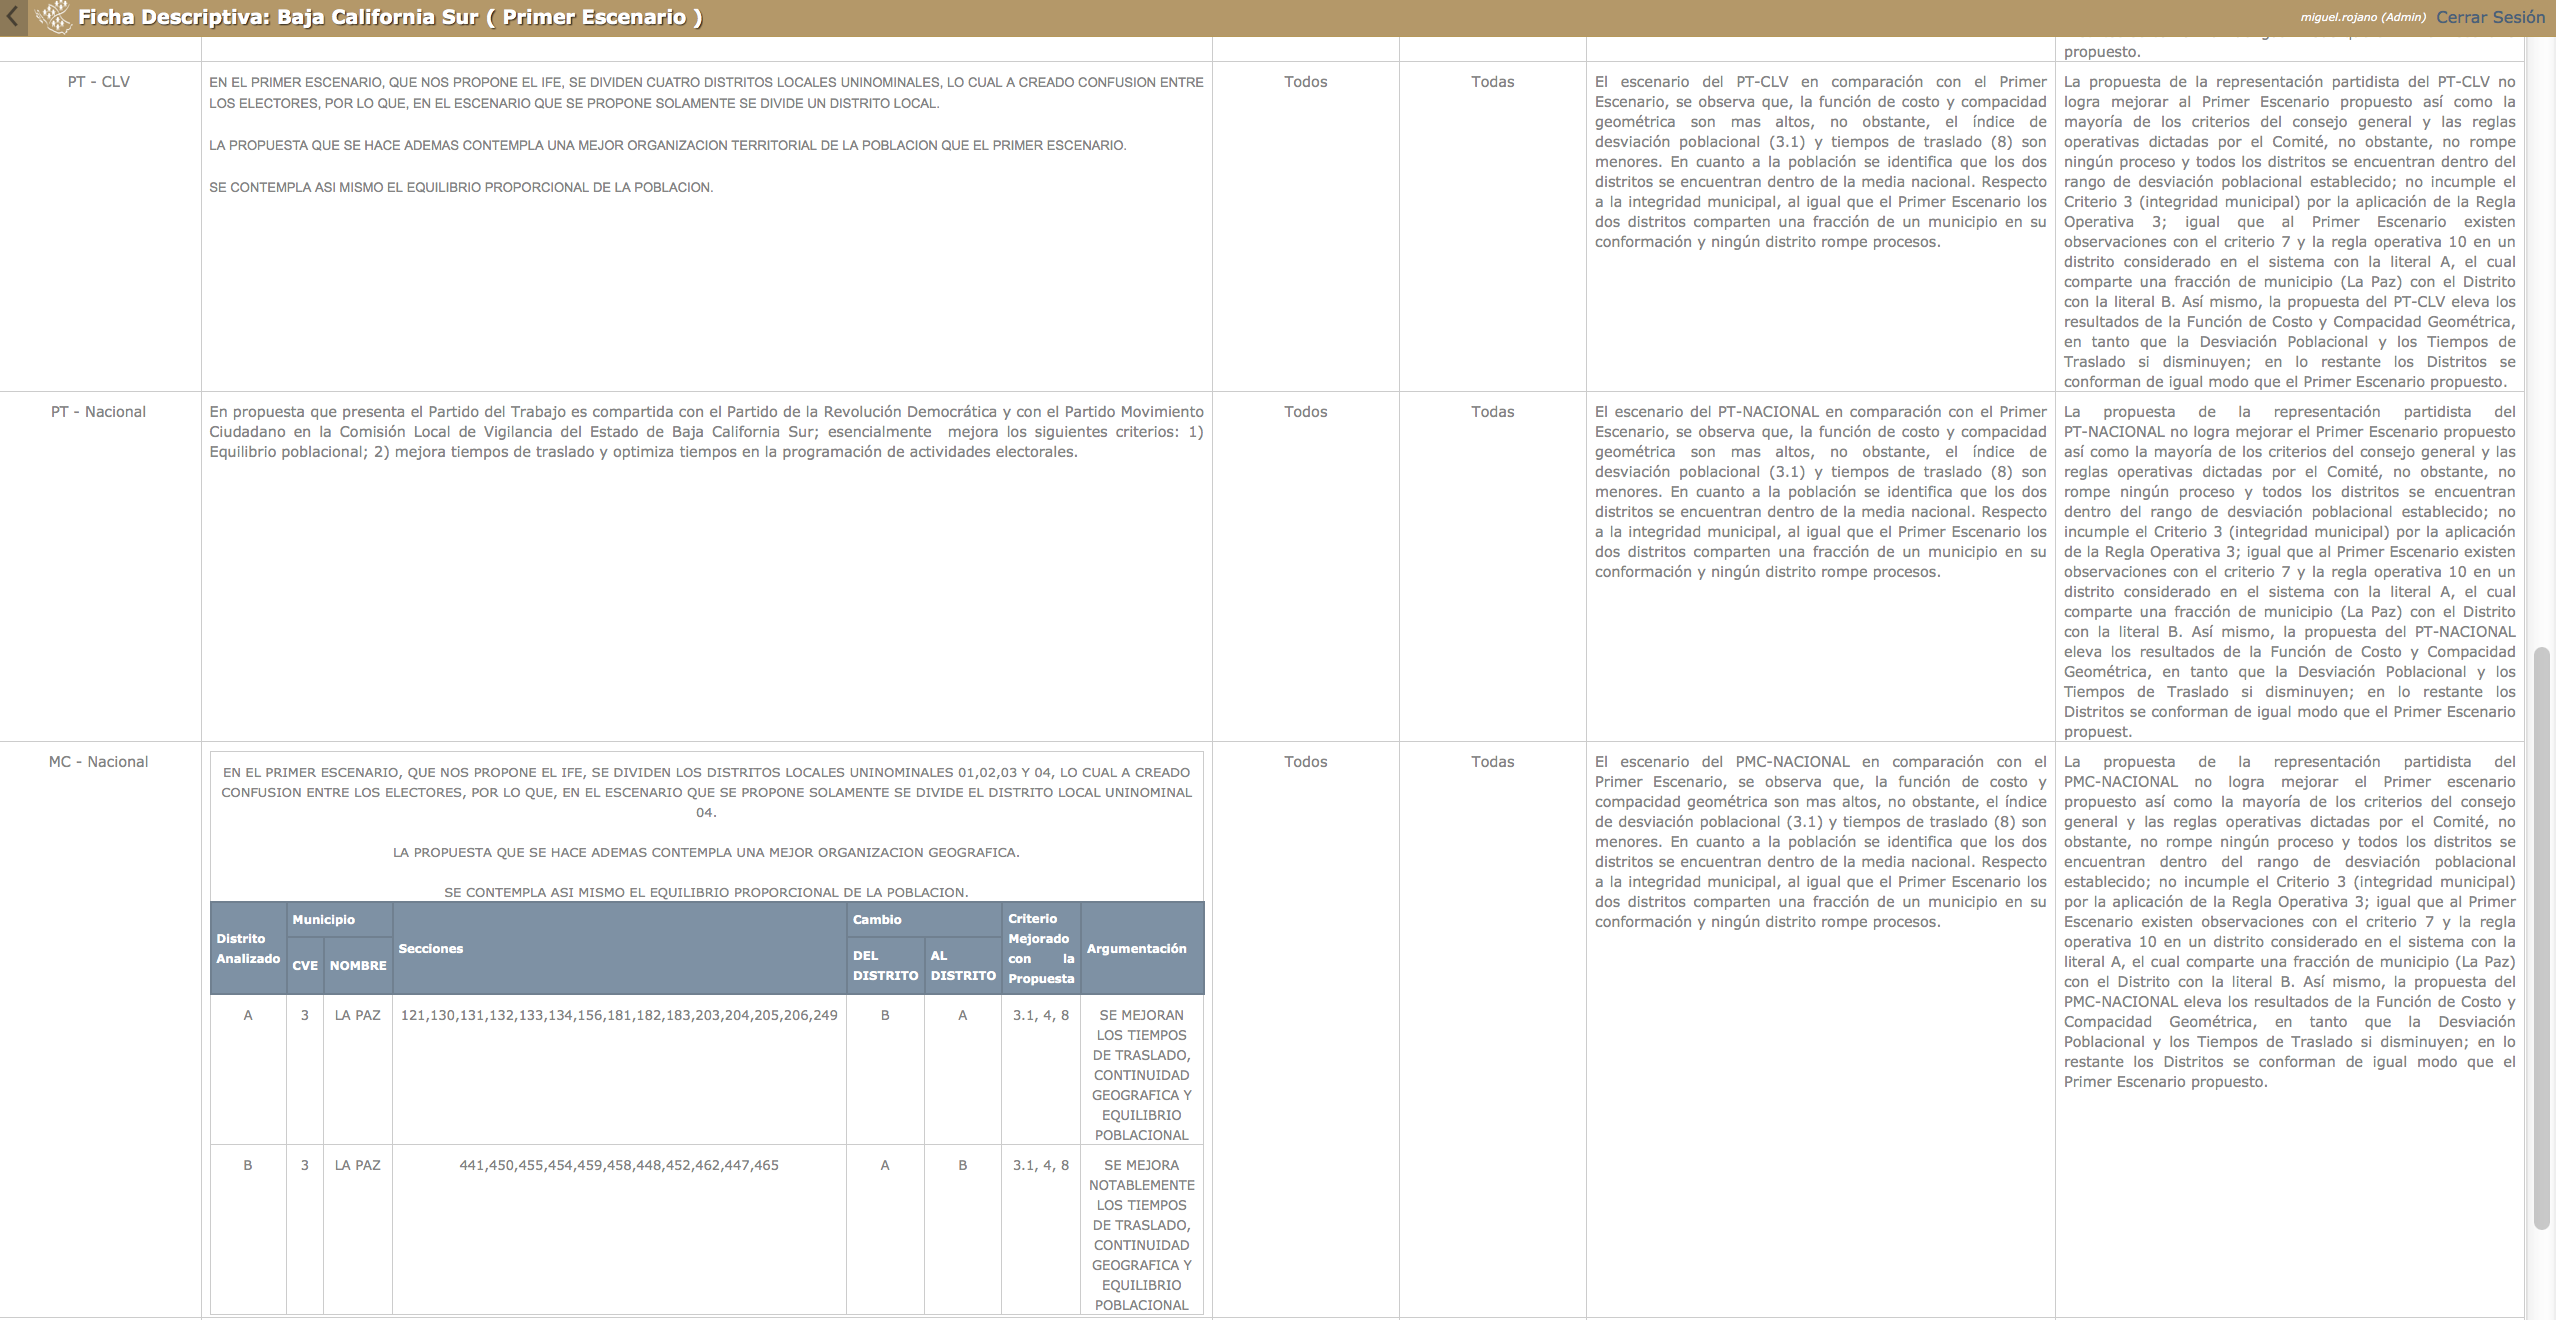 Ficha Descriptiva: Baja California Sur ( Primer Escenario )
miguel.rojano (Admin) Cerrar Sesión
propuesto.
PT - CLV
EN EL PRIMER ESCENARIO, QUE NOS PROPONE EL IFE, SE DIVIDEN CUATRO DISTRITOS LOCALES UNINOMINALES, LO CUAL A CREADO CONFUSION ENTRE
LOS ELECTORES, POR LO QUE, EN EL ESCENARIO QUE SE PROPONE SOLAMENTE SE DIVIDE UN DISTRITO LOCAL.
LA PROPUESTA QUE SE HACE ADEMAS CONTEMPLA UNA MEJOR ORGANIZACION TERRITORIAL DE LA POBLACION QUE EL PRIMER ESCENARIO.
SE CONTEMPLA ASI MISMO EL EQUILIBRIO PROPORCIONAL DE LA POBLACION.
Todos
Todas
El escenario del PT-CLV en comparación con el Primer
Escenario, se observa que, la función de costo y compacidad
geométrica son mas altos, no obstante, el índice de
desviación poblacional (3.1) y tiempos de traslado (8) son
menores. En cuanto a la población se identifica que los dos
distritos se encuentran dentro de la media nacional. Respecto
a la integridad municipal, al igual que el Primer Escenario los
dos distritos comparten una fracción de un municipio en su
conformación y ningún distrito rompe procesos.
La propuesta de la representación partidista del PT-CLV no
logra mejorar al Primer Escenario propuesto así como la
mayoría de los criterios del consejo general y las reglas
operativas dictadas por el Comité, no obstante, no rompe
ningún proceso y todos los distritos se encuentran dentro del
rango de desviación poblacional establecido; no incumple el
Criterio 3 (integridad municipal) por la aplicación de la Regla
Operativa 3; igual que al Primer Escenario existen
observaciones con el criterio 7 y la regla operativa 10 en un
distrito considerado en el sistema con la literal A, el cual
comparte una fracción de municipio (La Paz) con el Distrito
con la literal B. Así mismo, la propuesta del PT-CLV eleva los
resultados de la Función de Costo y Compacidad Geométrica,
en tanto que la Desviación Poblacional y los Tiempos de
Traslado si disminuyen; en lo restante los Distritos se
conforman de igual modo que el Primer Escenario propuesto.
PT - Nacional
En propuesta que presenta el Partido del Trabajo es compartida con el Partido de la Revolución Democrática y con el Partido Movimiento
Ciudadano en la Comisión Local de Vigilancia del Estado de Baja California Sur; esencialmente mejora los siguientes criterios: 1)
Equilibrio poblacional; 2) mejora tiempos de traslado y optimiza tiempos en la programación de actividades electorales.
Todos
Todas
El escenario del PT-NACIONAL en comparación con el Primer
Escenario, se observa que, la función de costo y compacidad
geométrica son mas altos, no obstante, el índice de
desviación poblacional (3.1) y tiempos de traslado (8) son
menores. En cuanto a la población se identifica que los dos
distritos se encuentran dentro de la media nacional. Respecto
a la integridad municipal, al igual que el Primer Escenario los
dos distritos comparten una fracción de un municipio en su
conformación y ningún distrito rompe procesos.
La propuesta de la representación partidista del
PT-NACIONAL no logra mejorar el Primer Escenario propuesto
así como la mayoría de los criterios del consejo general y las
reglas operativas dictadas por el Comité, no obstante, no
rompe ningún proceso y todos los distritos se encuentran
dentro del rango de desviación poblacional establecido; no
incumple el Criterio 3 (integridad municipal) por la aplicación
de la Regla Operativa 3; igual que al Primer Escenario existen
observaciones con el criterio 7 y la regla operativa 10 en un
distrito considerado en el sistema con la literal A, el cual
comparte una fracción de municipio (La Paz) con el Distrito
con la literal B. Así mismo, la propuesta del PT-NACIONAL
eleva los resultados de la Función de Costo y Compacidad
Geométrica, en tanto que la Desviación Poblacional y los
Tiempos de Traslado si disminuyen; en lo restante los
Distritos se conforman de igual modo que el Primer Escenario
propuest.
MC - Nacional
EN EL PRIMER ESCENARIO, QUE NOS PROPONE EL IFE, SE DIVIDEN LOS DISTRITOS LOCALES UNINOMINALES 01,02,03 Y 04, LO CUAL A CREADO
CONFUSION ENTRE LOS ELECTORES, POR LO QUE, EN EL ESCENARIO QUE SE PROPONE SOLAMENTE SE DIVIDE EL DISTRITO LOCAL UNINOMINAL
04.
LA PROPUESTA QUE SE HACE ADEMAS CONTEMPLA UNA MEJOR ORGANIZACION GEOGRAFICA.
SE CONTEMPLA ASI MISMO EL EQUILIBRIO PROPORCIONAL DE LA POBLACION.
Distrito
Analizado
Municipio
CVE NOMBRE
Secciones
Cambio
DEL
DISTRITO
AL
DISTRITO
Criterio
Mejorado
con la
Propuesta
Argumentación
A 3 LA PAZ 121,130,131,132,133,134,156,181,182,183,203,204,205,206,249 B A 3.1, 4, 8 SE MEJORAN
LOS TIEMPOS
DE TRASLADO,
CONTINUIDAD
GEOGRAFICA Y
EQUILIBRIO
POBLACIONAL
B 3 LA PAZ 441,450,455,454,459,458,448,452,462,447,465 A B 3.1, 4, 8 SE MEJORA
NOTABLEMENTE
LOS TIEMPOS
DE TRASLADO,
CONTINUIDAD
GEOGRAFICA Y
EQUILIBRIO
POBLACIONAL
Todos
Todas
El escenario del PMC-NACIONAL en comparación con el
Primer Escenario, se observa que, la función de costo y
compacidad geométrica son mas altos, no obstante, el índice
de desviación poblacional (3.1) y tiempos de traslado (8) son
menores. En cuanto a la población se identifica que los dos
distritos se encuentran dentro de la media nacional. Respecto
a la integridad municipal, al igual que el Primer Escenario los
dos distritos comparten una fracción de un municipio en su
conformación y ningún distrito rompe procesos.
La propuesta de la representación partidista del
PMC-NACIONAL no logra mejorar el Primer escenario
propuesto así como la mayoría de los criterios del consejo
general y las reglas operativas dictadas por el Comité, no
obstante, no rompe ningún proceso y todos los distritos se
encuentran dentro del rango de desviación poblacional
establecido; no incumple el Criterio 3 (integridad municipal)
por la aplicación de la Regla Operativa 3; igual que al Primer
Escenario existen observaciones con el criterio 7 y la regla
operativa 10 en un distrito considerado en el sistema con la
literal A, el cual comparte una fracción de municipio (La Paz)
con el Distrito con la literal B. Así mismo, la propuesta del
PMC-NACIONAL eleva los resultados de la Función de Costo y
Compacidad Geométrica, en tanto que la Desviación
Poblacional y los Tiempos de Traslado si disminuyen; en lo
restante los Distritos se conforman de igual modo que el
Primer Escenario propuesto.